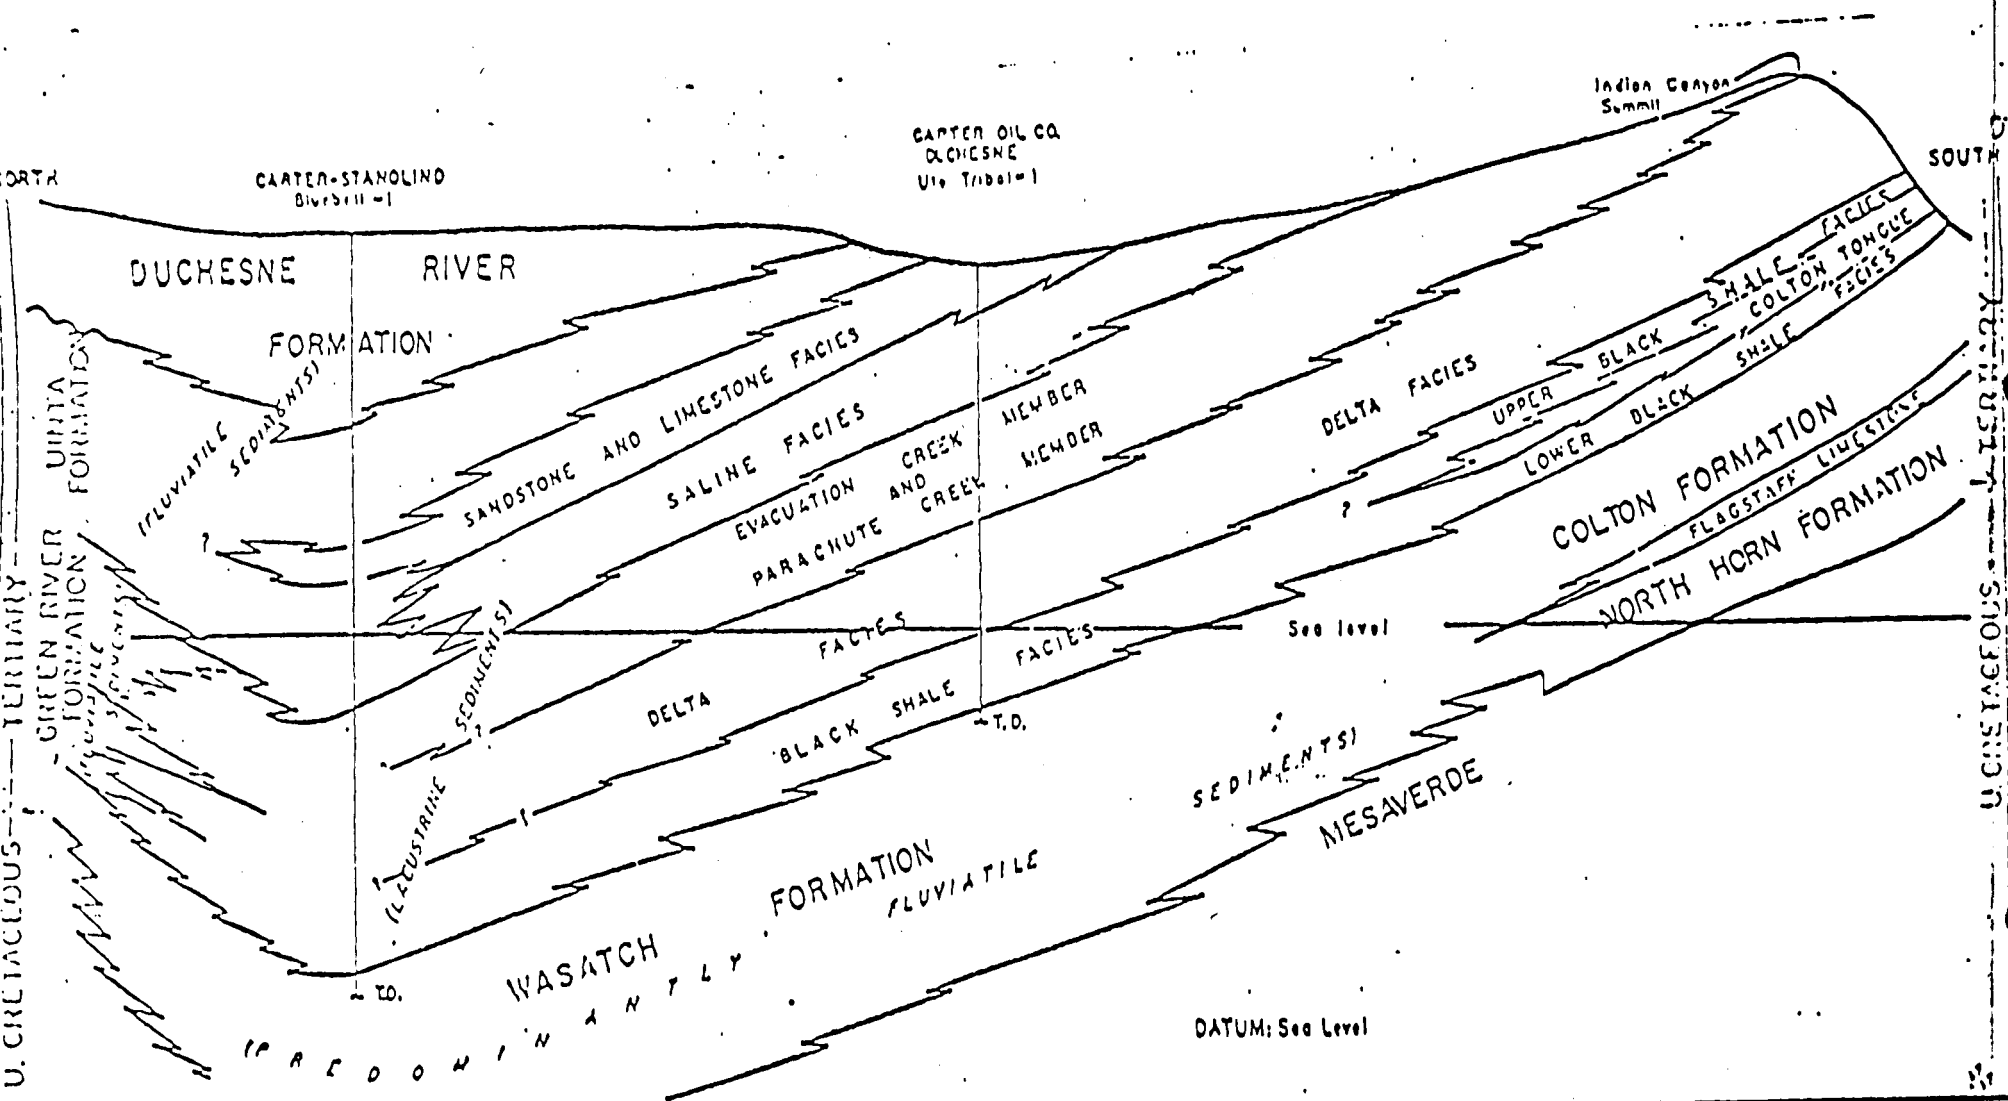 NORTH
CARTER-STANOLIND
Bluebell-1
CARTER OIL CO.
DUCHESNE
Ute Tribal-1
Indian Canyon
Summit
SOUTH
DUCHESNE RIVER
FORMATION
UINTA
FORMATION
(FLUVIATILE
SEDIMENTS)
?
GREEN RIVER
FORMATION
SANDSTONE AND LIMESTONE FACIES
SALINE FACIES
EVACUATION CREEK MEMBER
AND
PARACHUTE CREEK MEMBER
DELTA FACIES
UPPER BLACK SHALE FACIES
COLTON TONGUE
LOWER BLACK SHALE FACIES
?
COLTON FORMATION
FLAGSTAFF LIMESTONE
NORTH HORN FORMATION
Sea level
DELTA FACIES
BLACK SHALE FACIES
(LACUSTRINE SEDIMENTS)
?
?
T.D.
T.D.
WASATCH FORMATION
(PREDOMINANTLY FLUVIATILE SEDIMENTS)
MESAVERDE
DATUM: Sea Level
U. CRETACEOUS TERTIARY
U. CRETACEOUS TERTIARY